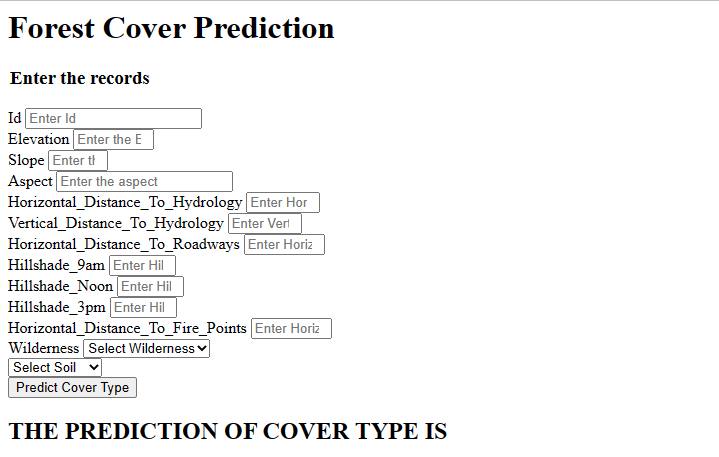 Forest Cover Prediction
Enter the records
Id Enter Id
Elevation Enter the E
Slope Enter th
Aspect Enter the aspect
Horizontal_Distance_To_Hydrology Enter Hor
Vertical_Distance_To_Hydrology Enter Vert
Horizontal_Distance_To_Roadways Enter Horiz
Hillshade_9am Enter Hil
Hillshade_Noon Enter Hil
Hillshade_3pm Enter Hil
Horizontal_Distance_To_Fire_Points Enter Horiz
Wilderness Select Wilderness
Select Soil
Predict Cover Type
THE PREDICTION OF COVER TYPE IS